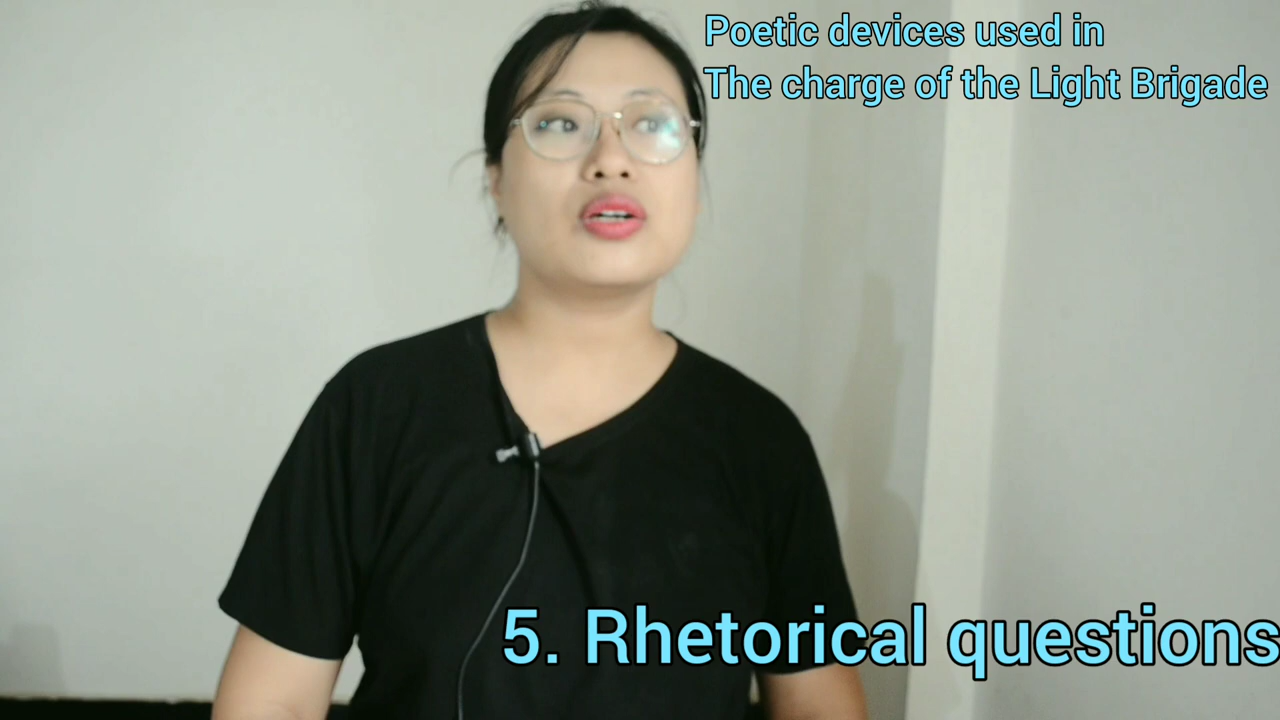 Poetic devices used in
The charge of the Light Brigade
5. Rhetorical questions